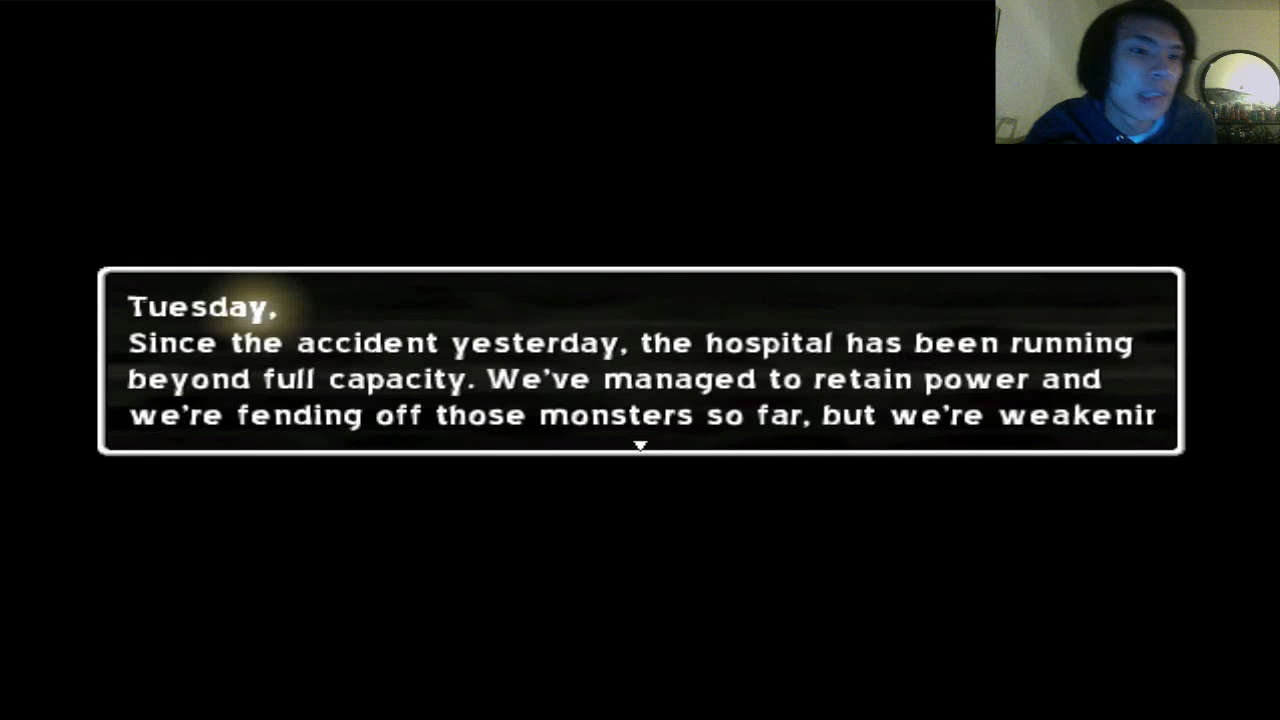 Tuesday,
Since the accident yesterday, the hospital has been running
beyond full capacity. We've managed to retain power and
we're fending off those monsters so far, but we're weakenin